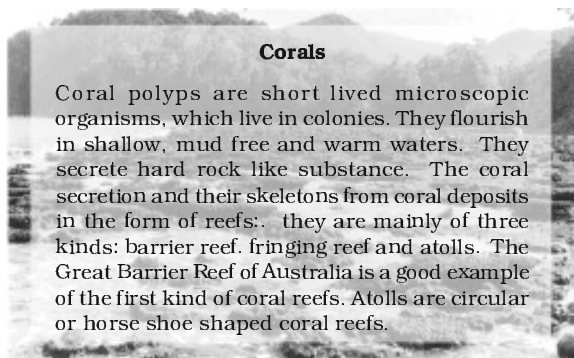 Corals
Coral polyps are short lived microscopic
organisms, which live in colonies. They flourish
in shallow, mud free and warm waters. They
secrete hard rock like substance. The coral
secretion and their skeletons from coral deposits
in the form of reefs:. they are mainly of three
kinds: barrier reef. fringing reef and atolls. The
Great Barrier Reef of Australia is a good example
of the first kind of coral reefs. Atolls are circular
or horse shoe shaped coral reefs.